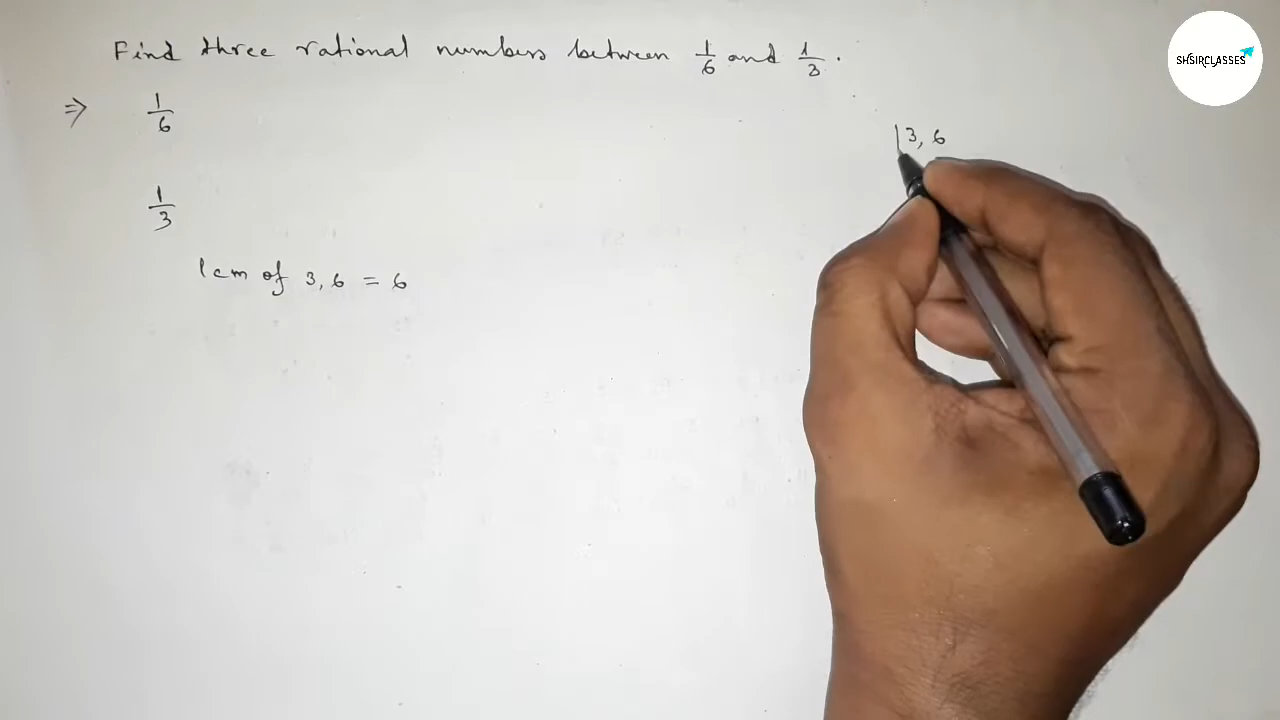 Find three rational numbers between 1/6 and 1/3.
SHSIRCLASSES
⇒ 1/6
3, 6
1/3
lcm of 3, 6 = 6